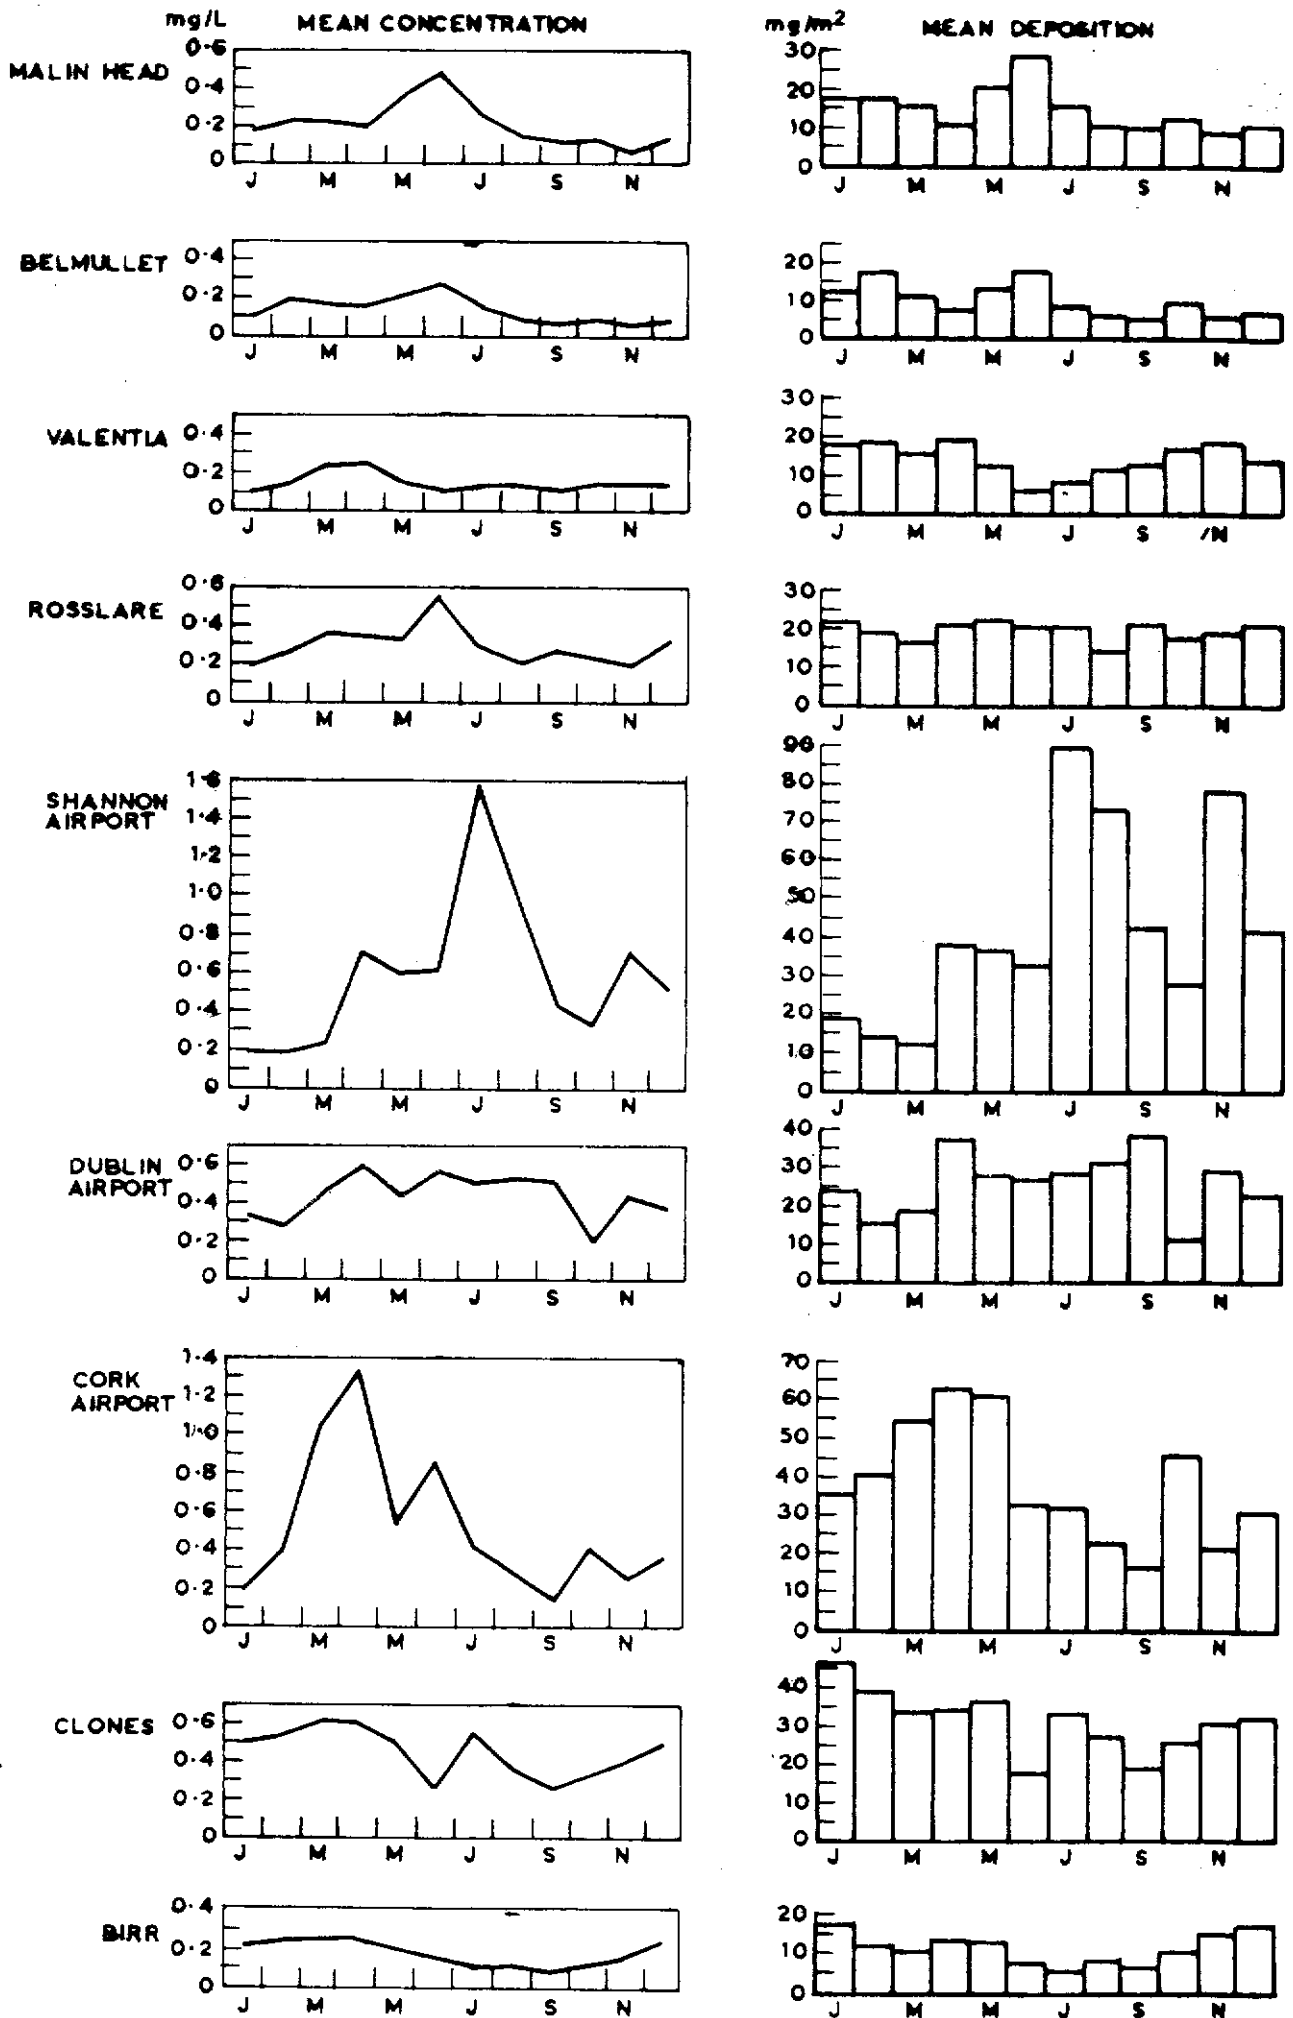 mg/L MEAN CONCENTRATION mg/m² MEAN DEPOSITION
MALIN HEAD
0.6
0.4
0.2
0
J M M J S N
30
20
10
0
J M M J S N
BELMULLET
0.4
0.2
0
J M M J S N
20
10
0
J M M J S N
VALENTIA
0.4
0.2
0
J M M J S N
30
20
10
0
J M M J S N
ROSSLARE
0.6
0.4
0.2
0
J M M J S N
30
20
10
0
J M M J S N
SHANNON
AIRPORT
1.6
1.4
1.2
1.0
0.8
0.6
0.4
0.2
0
J M M J S N
90
80
70
60
50
40
30
20
10
0
J M M J S N
DUBLIN
AIRPORT
0.6
0.4
0.2
0
J M M J S N
40
30
20
10
0
J M M J S N
CORK
AIRPORT
1.4
1.2
1.0
0.8
0.6
0.4
0.2
0
J M M J S N
70
60
50
40
30
20
10
0
J M M J S N
CLONES
0.6
0.4
0.2
0
J M M J S N
40
30
20
10
0
J M M J S N
BIRR
0.4
0.2
0
J M M J S N
20
10
0
J M M J S N